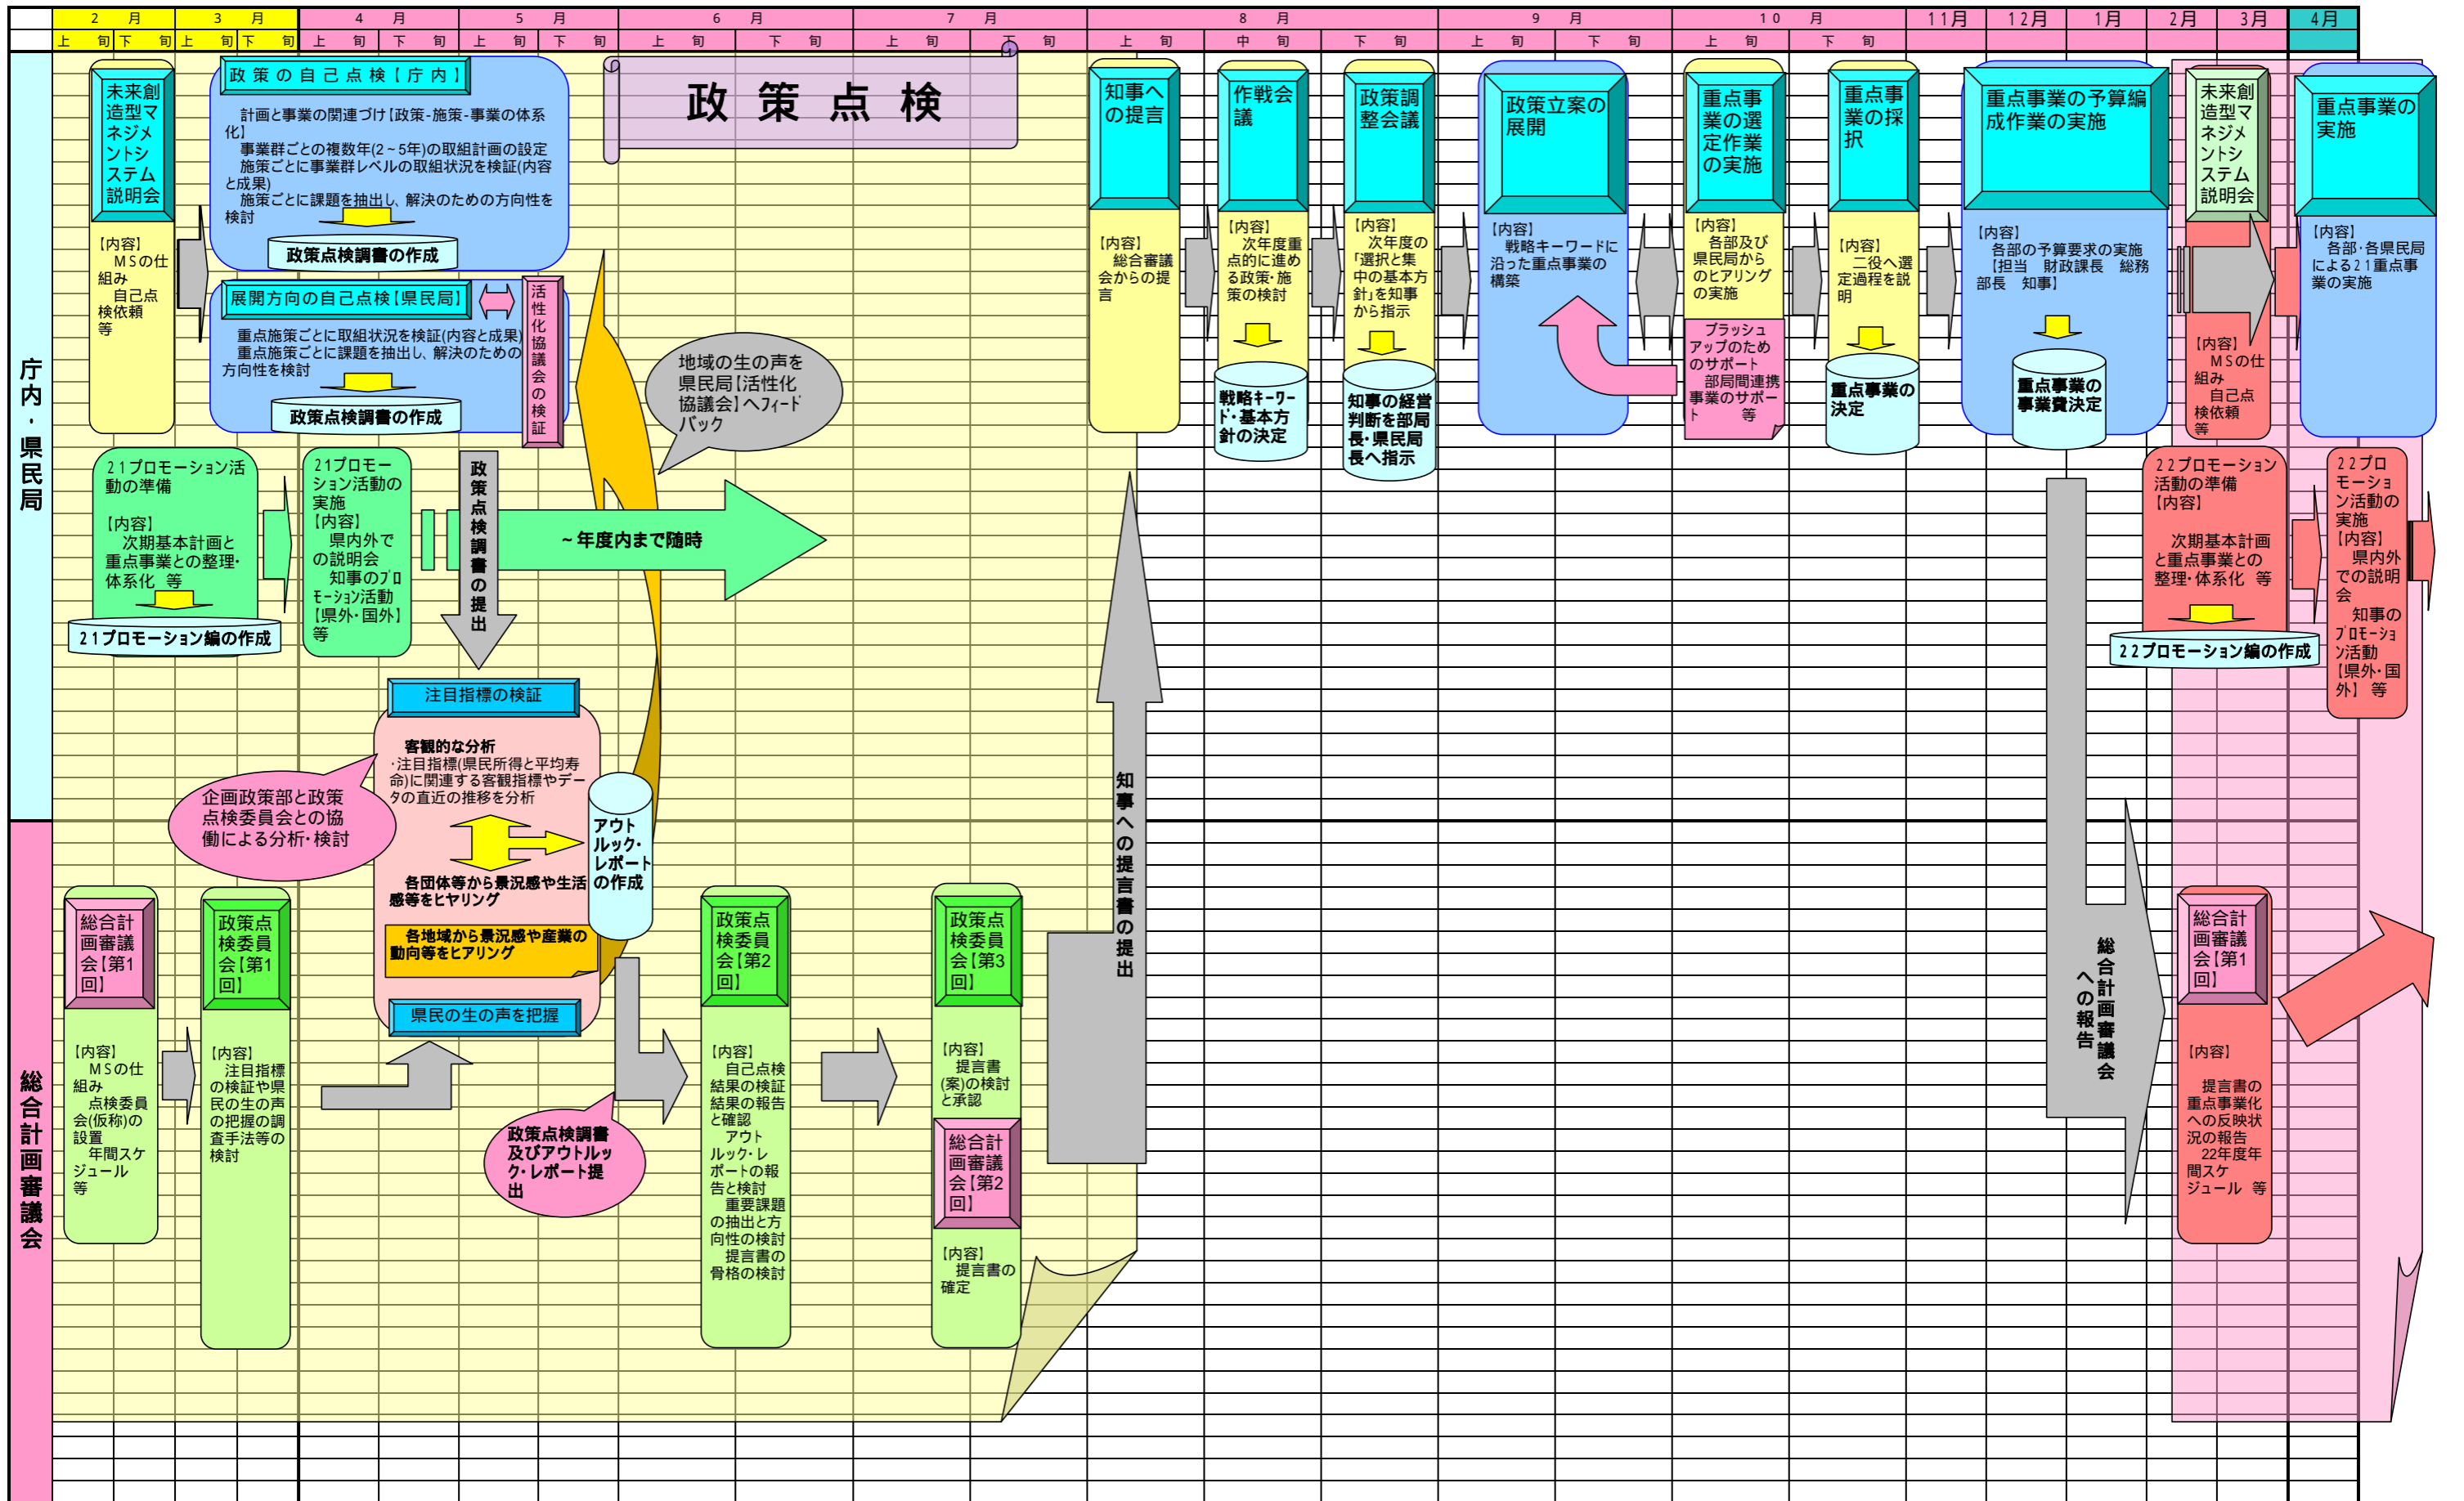 ２　月
３　月
４　月
５　月
６　月
７　月
８　月
９　月
１０　月
11月
12月
1月
2月
3月
4月
上　旬
下　旬
上　旬
下　旬
上　旬
下　旬
上　旬
下　旬
上　旬
下　旬
上　旬
下　旬
上　旬
中　旬
下　旬
上　旬
下　旬
上　旬
下　旬
庁内・県民局
総合計画審議会
政策点検
未来創
造型マ
ネジメ
ントシ
ステム
説明会
【内容】
MSの仕
組み
自己点
検依頼
等
政策の自己点検【庁内】
計画と事業の関連づけ【政策-施策-事業の体系
化】
事業群ごとの複数年(2～5年)の取組計画の設定
施策ごとに事業群レベルの取組状況を検証(内容
と成果)
施策ごとに課題を抽出し、解決のための方向性を
検討
政策点検調書の作成
展開方向の自己点検【県民局】
重点施策ごとに取組状況を検証(内容と成果)
重点施策ごとに課題を抽出し、解決のための
方向性を検討
政策点検調書の作成
活性化協議会の検証
地域の生の声を
県民局【活性化
協議会】へフィード
バック
21プロモーション活
動の準備
【内容】
次期基本計画と
重点事業との整理・
体系化　等
21プロモーション編の作成
21プロモー
ション活動の
実施
【内容】
県内外で
の説明会
知事のプロ
モーション活動
【県外・国外】
等
～年度内まで随時
政策点検調書の提出
注目指標の検証
客観的な分析
・注目指標(県民所得と平均寿
命)に関連する客観指標やデー
タの直近の推移を分析
各団体等から景況感や生活
感等をヒヤリング
各地域から景況感や産業の
動向等をヒアリング
県民の生の声を把握
企画政策部と政策
点検委員会との協
働による分析・検討
アウト
ルック・
レポート
の作成
総合計
画審議
会【第1
回】
【内容】
MSの仕
組み
点検委員
会(仮称)の
設置
年間スケ
ジュール
等
政策点
検委員
会【第1
回】
【内容】
注目指標
の検証や県
民の生の声
の把握の調
査手法等の
検討
政策点検調書
及びアウトルッ
ク・レポート提
出
政策点
検委員
会【第2
回】
【内容】
自己点検
結果の検証
結果の報告
と確認
アウト
ルック・レ
ポートの報
告と検討
重要課題
の抽出と方
向性の検討
提言書の
骨格の検討
政策点
検委員
会【第3
回】
【内容】
提言書
(案)の検討
と承認
総合計
画審議
会【第2
回】
【内容】
提言書の
確定
知事への提言書の提出
知事へ
の提言
【内容】
総合審議
会からの提
言
作戦会
議
【内容】
次年度重
点的に進め
る政策・施
策の検討
戦略キーワー
ド・基本方
針の決定
政策調
整会議
【内容】
次年度の
「選択と集
中の基本方
針」を知事
から指示
知事の経営
判断を部局
長・県民局
長へ指示
政策立案の
展開
【内容】
戦略キーワードに
沿った重点事業の
構築
重点事
業の選
定作業
の実施
【内容】
各部及び
県民局から
のヒアリング
の実施
ブラッシュ
アップのため
のサポート
部局間連携
事業のサポー
ト　等
重点事
業の採
択
【内容】
二役へ選
定過程を説
明
重点事業の
決定
重点事業の予算編
成作業の実施
【内容】
各部の予算要求の実施
【担当　財政課長　総務
部長　知事】
重点事業の
事業費決定
未来創
造型マ
ネジメ
ントシ
ステム
説明会
【内容】
MSの仕
組み
自己点
検依頼
等
重点事業の
実施
【内容】
各部・各県民局
による21重点事
業の実施
22プロモーション
活動の準備
【内容】
次期基本計画
と重点事業との
整理・体系化　等
22プロモーション編の作成
22プロ
モーショ
ン活動の
実施
【内容】
県内外
での説明
会
知事の
プロモーショ
ン活動
【県外・国
外】　等
総合計画審議会
への報告
総合計
画審議
会【第1
回】
【内容】
提言書の
重点事業化
への反映状
況の報告
22年度年
間スケ
ジュール　等